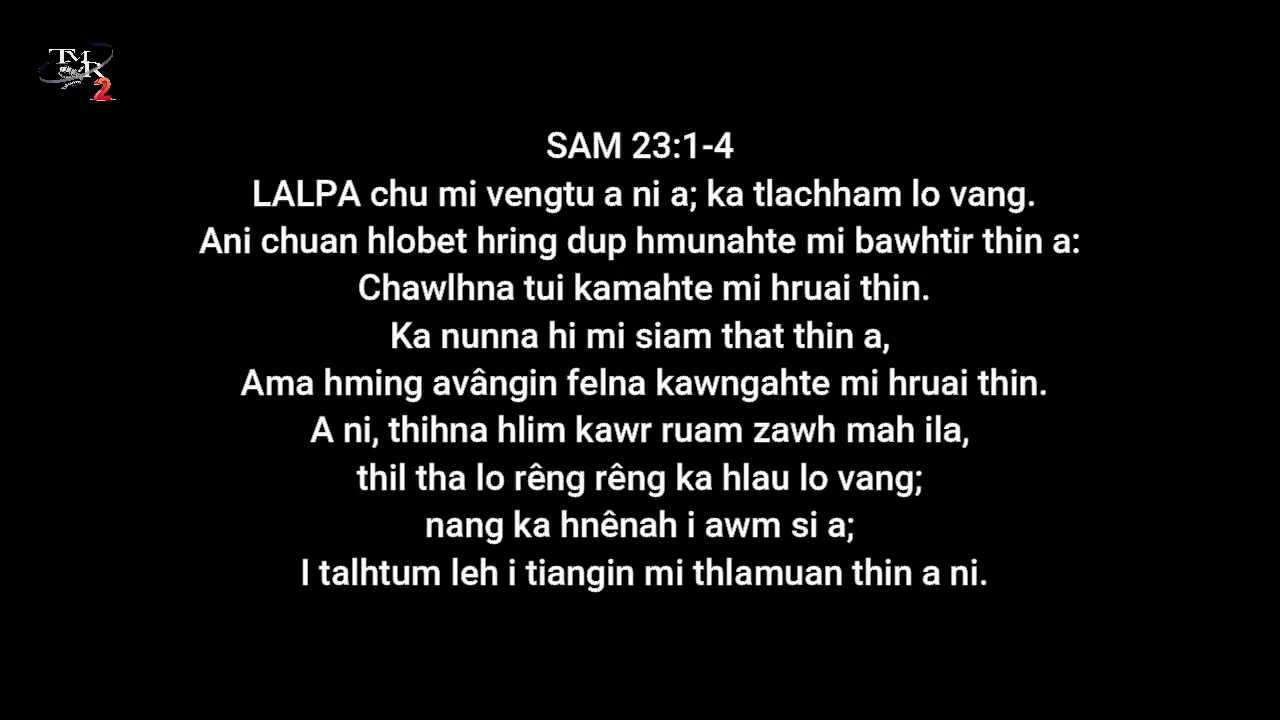 TMR
2
SAM 23:1-4
LALPA chu mi vengtu a ni a; ka tlachham lo vang.
Ani chuan hlobet hring dup hmunahte mi bawhtir thin a:
Chawlhna tui kamahte mi hruai thin.
Ka nunna hi mi siam that thin a,
Ama hming avângin felna kawngahte mi hruai thin.
A ni, thihna hlim kawr ruam zawh mah ila,
thil tha lo rêng rêng ka hlau lo vang;
nang ka hnênah i awm si a;
I talhtum leh i tiangin mi thlamuan thin a ni.